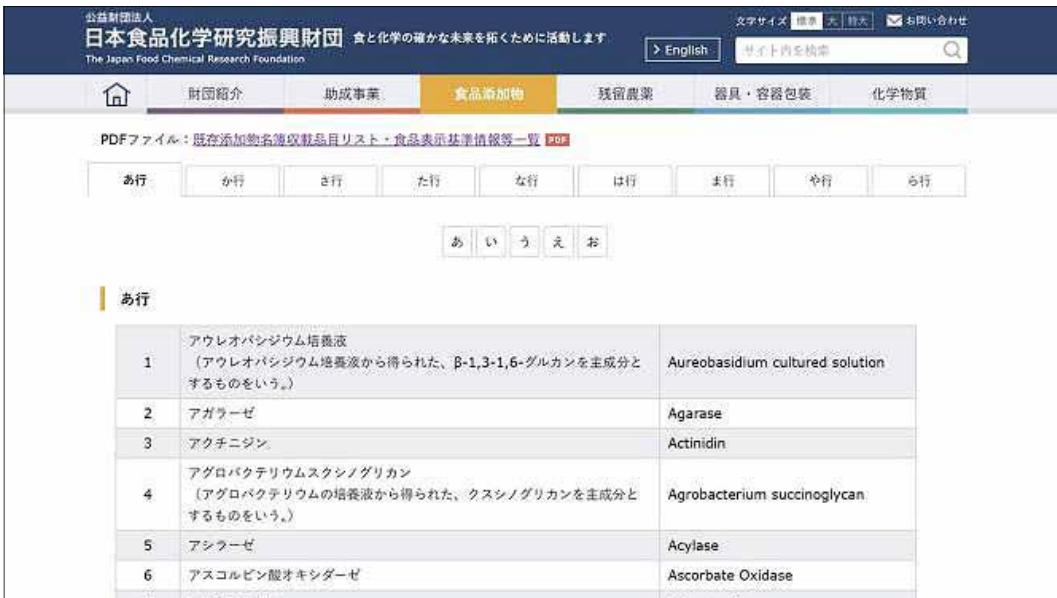 公益財団法人
日本食品化学研究振興財団 食と化学の確かな未来を拓くために活動します
The Japan Food Chemical Research Foundation
文字サイズ 標準 大 特大 お問い合わせ
> English サイト内を検索
財団紹介 助成事業 食品添加物 残留農薬 器具・容器包装 化学物質
PDFファイル:既存添加物名簿収載品目リスト・食品表示基準情報等一覧 PDF
あ行 か行 さ行 た行 な行 は行 ま行 や行 ら行
あ い う え お
あ行
アウレオバシジウム培養液
1 (アウレオバシジウム培養液から得られた、β-1,3-1,6-グルカンを主成分と Aureobasidium cultured solution
するものをいう。)
2 アガラーゼ Agarase
3 アクチニジン Actinidin
アグロバクテリウムスクシノグリカン
4 (アグロバクテリウムの培養液から得られた、クスシノグリカンを主成分と Agrobacterium succinoglycan
するものをいう。)
5 アシラーゼ Acylase
6 アスコルビン酸オキシダーゼ Ascorbate Oxidase